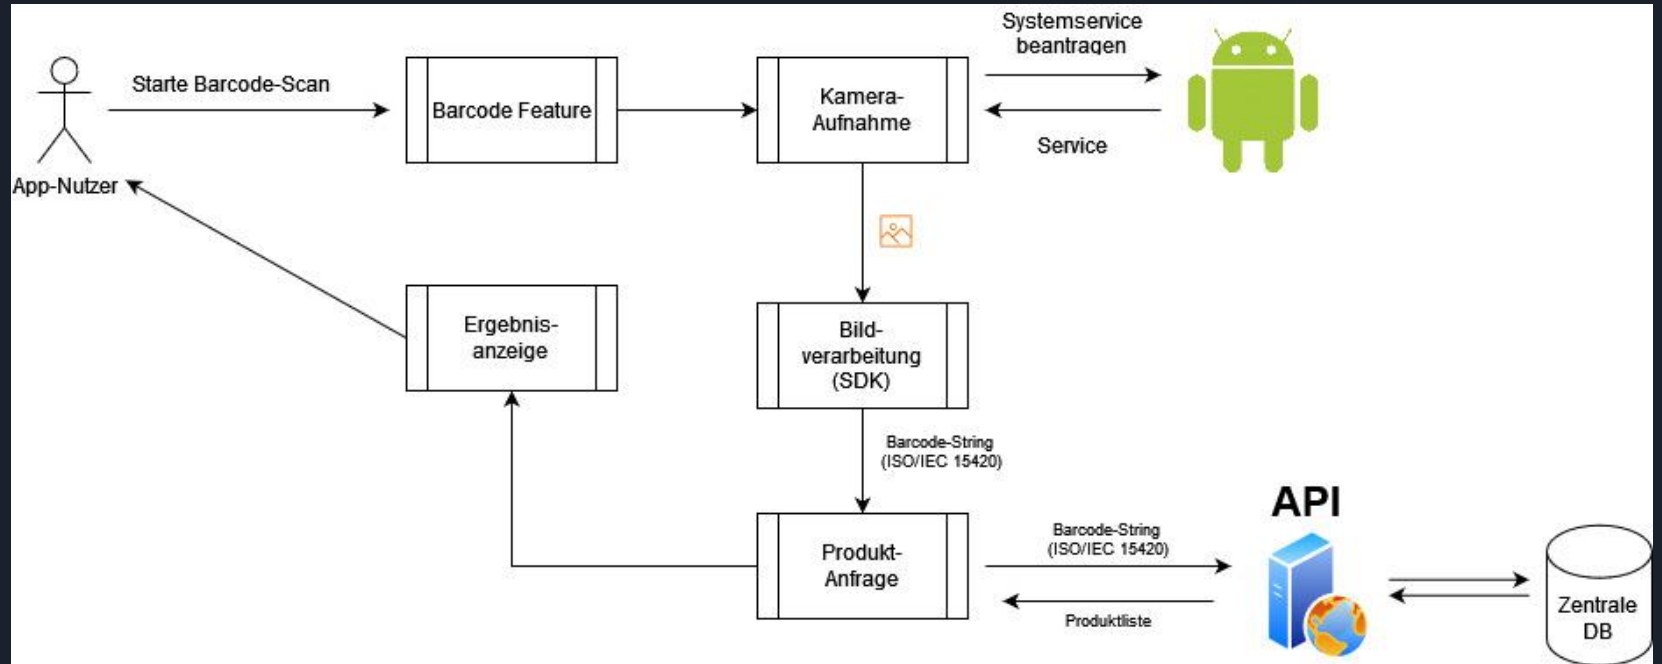 Systemservice
beantragen
Starte Barcode-Scan
Barcode Feature
Kamera-
Aufnahme
Service
App-Nutzer
Ergebnis-
anzeige
Bild-
verarbeitung
(SDK)
Barcode-String
(ISO/IEC 15420)
API
Produkt-
Anfrage
Barcode-String
(ISO/IEC 15420)
Produktliste
Zentrale
DB